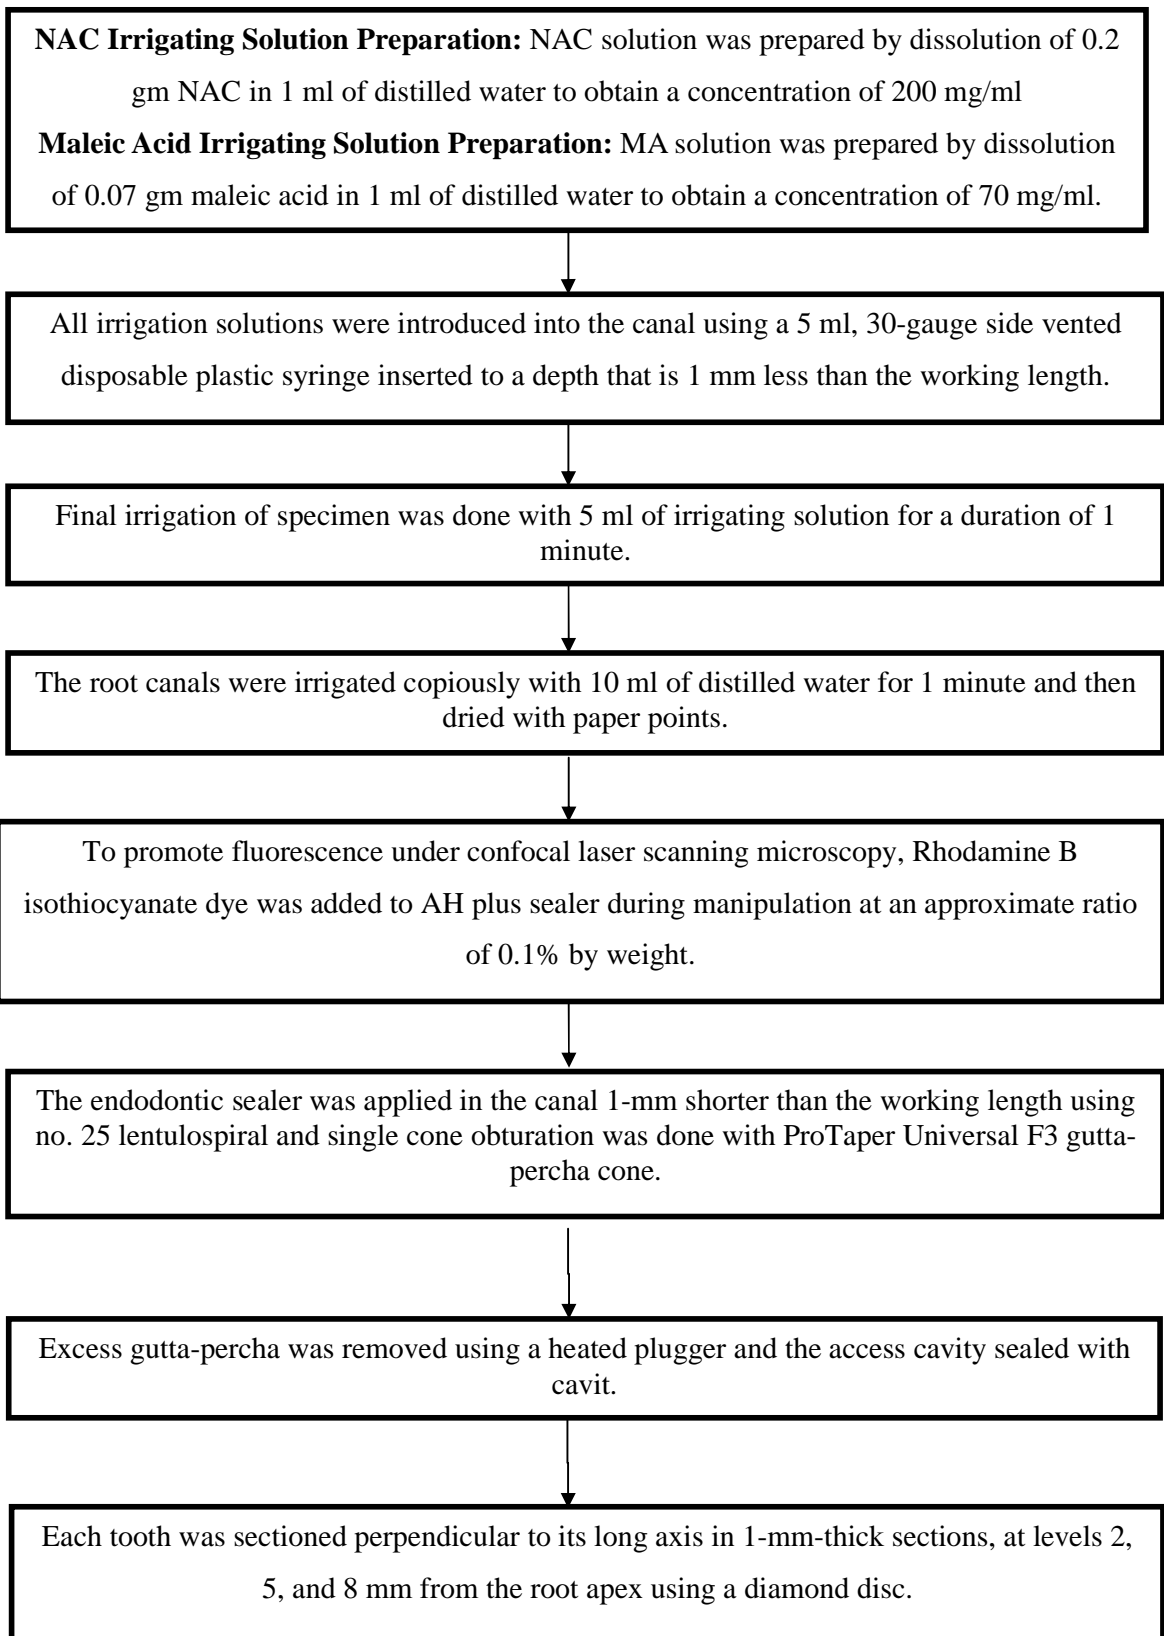 NAC Irrigating Solution Preparation: NAC solution was prepared by dissolution of 0.2
gm NAC in 1 ml of distilled water to obtain a concentration of 200 mg/ml
Maleic Acid Irrigating Solution Preparation: MA solution was prepared by dissolution
of 0.07 gm maleic acid in 1 ml of distilled water to obtain a concentration of 70 mg/ml.
All irrigation solutions were introduced into the canal using a 5 ml, 30-gauge side vented
disposable plastic syringe inserted to a depth that is 1 mm less than the working length.
Final irrigation of specimen was done with 5 ml of irrigating solution for a duration of 1
minute.
The root canals were irrigated copiously with 10 ml of distilled water for 1 minute and then
dried with paper points.
To promote fluorescence under confocal laser scanning microscopy, Rhodamine B
isothiocyanate dye was added to AH plus sealer during manipulation at an approximate ratio
of 0.1% by weight.
The endodontic sealer was applied in the canal 1-mm shorter than the working length using
no. 25 lentulospiral and single cone obturation was done with ProTaper Universal F3 gutta-
percha cone.
Excess gutta-percha was removed using a heated plugger and the access cavity sealed with
cavit.
Each tooth was sectioned perpendicular to its long axis in 1-mm-thick sections, at levels 2,
5, and 8 mm from the root apex using a diamond disc.